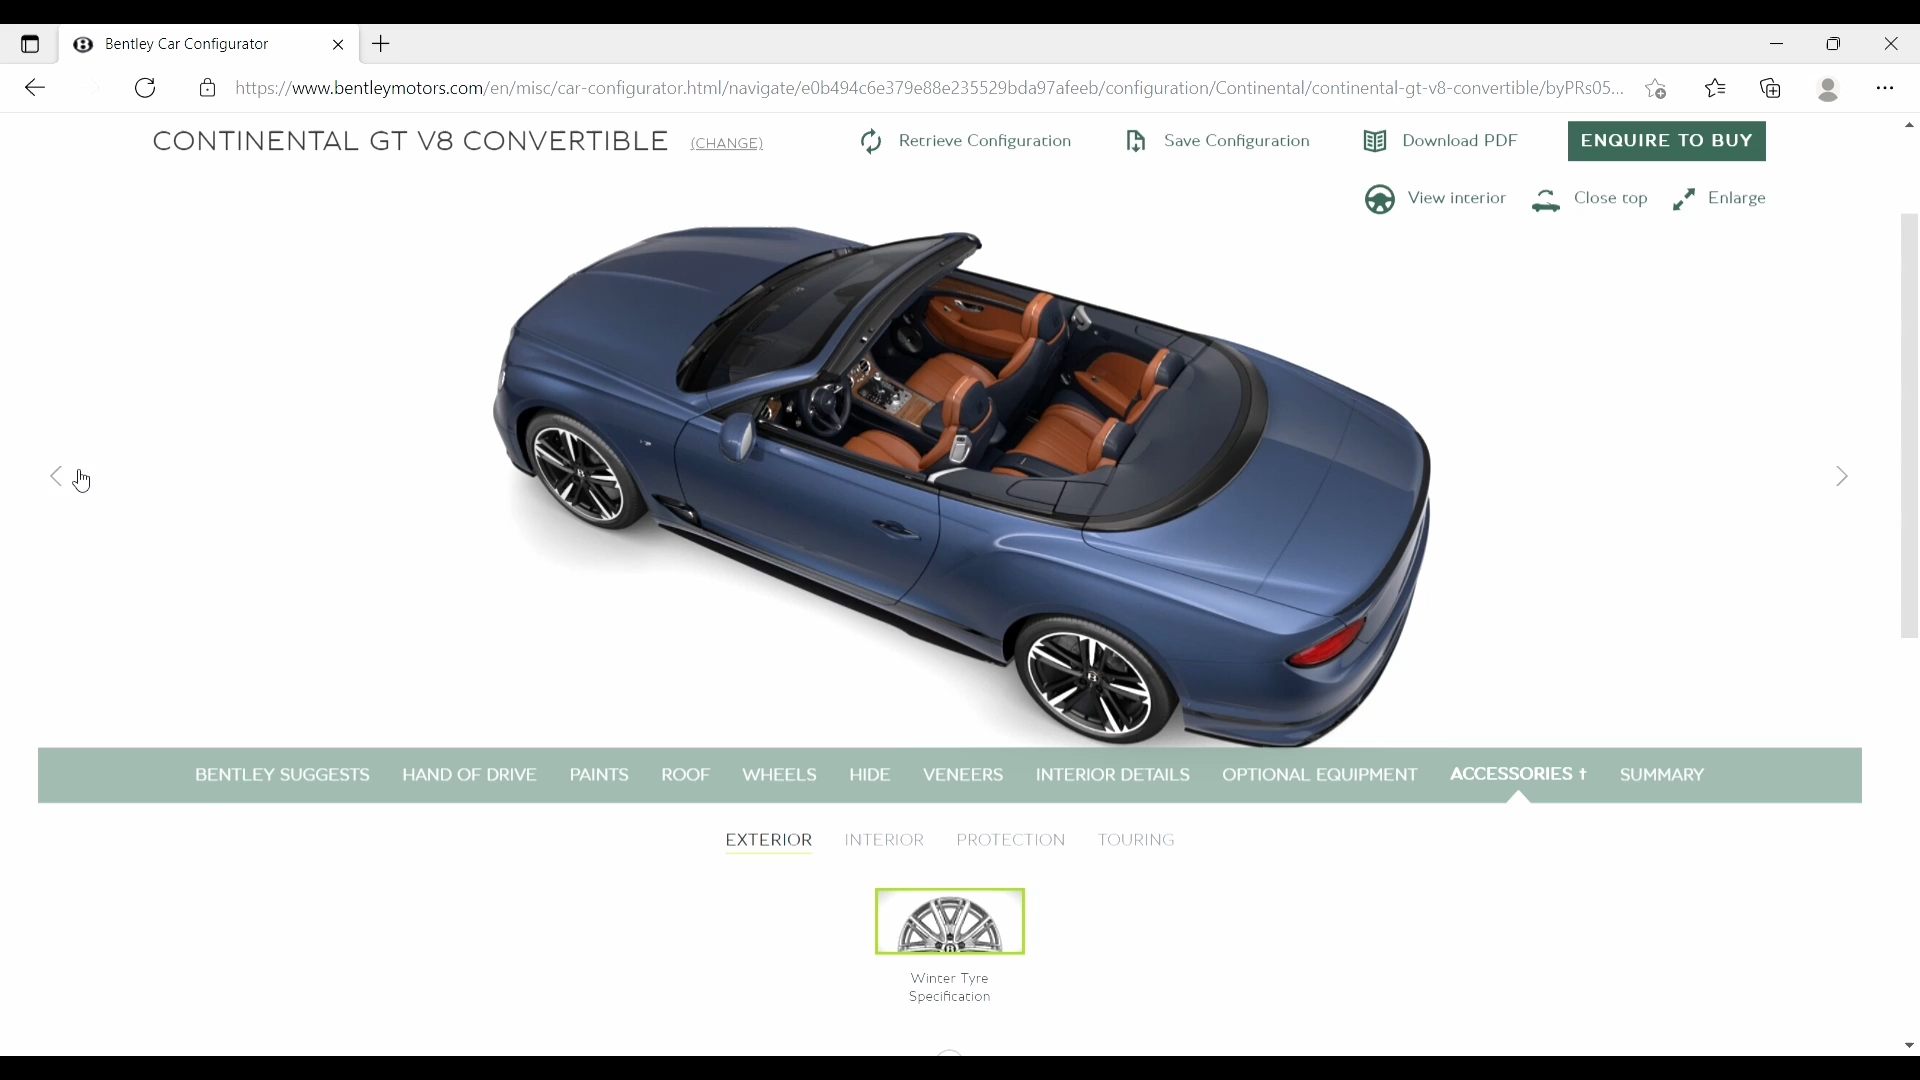 Bentley Car Configurator
https://www.bentleymotors.com/en/misc/car-configurator.html/navigate/e0b494c6e379e88e235529bda97afeeb/configuration/Continental/continental-gt-v8-convertible/byPRs05...
CONTINENTAL GT V8 CONVERTIBLE (CHANGE) Retrieve Configuration Save Configuration Download PDF ENQUIRE TO BUY
View interior Close top Enlarge
BENTLEY SUGGESTS HAND OF DRIVE PAINTS ROOF WHEELS HIDE VENEERS INTERIOR DETAILS OPTIONAL EQUIPMENT ACCESSORIES † SUMMARY
EXTERIOR INTERIOR PROTECTION TOURING
Winter Tyre
Specification